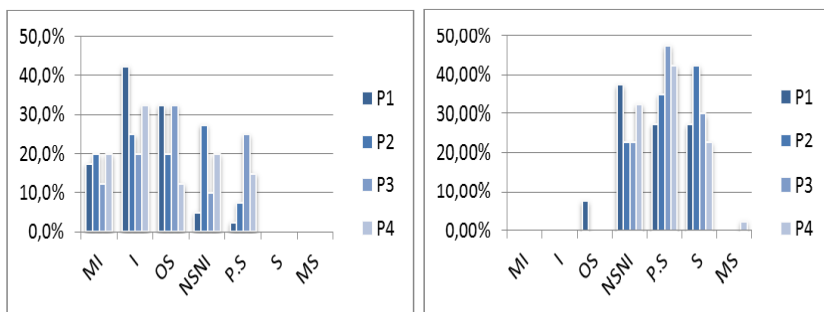 50,0%
40,0%
30,0%
20,0%
10,0%
0,0%
MI I OS NSNI P.S S MS
P1
P2
P3
P4
50,00%
40,00%
30,00%
20,00%
10,00%
0,00%
MI I OS NSNI P.S S MS
P1
P2
P3
P4